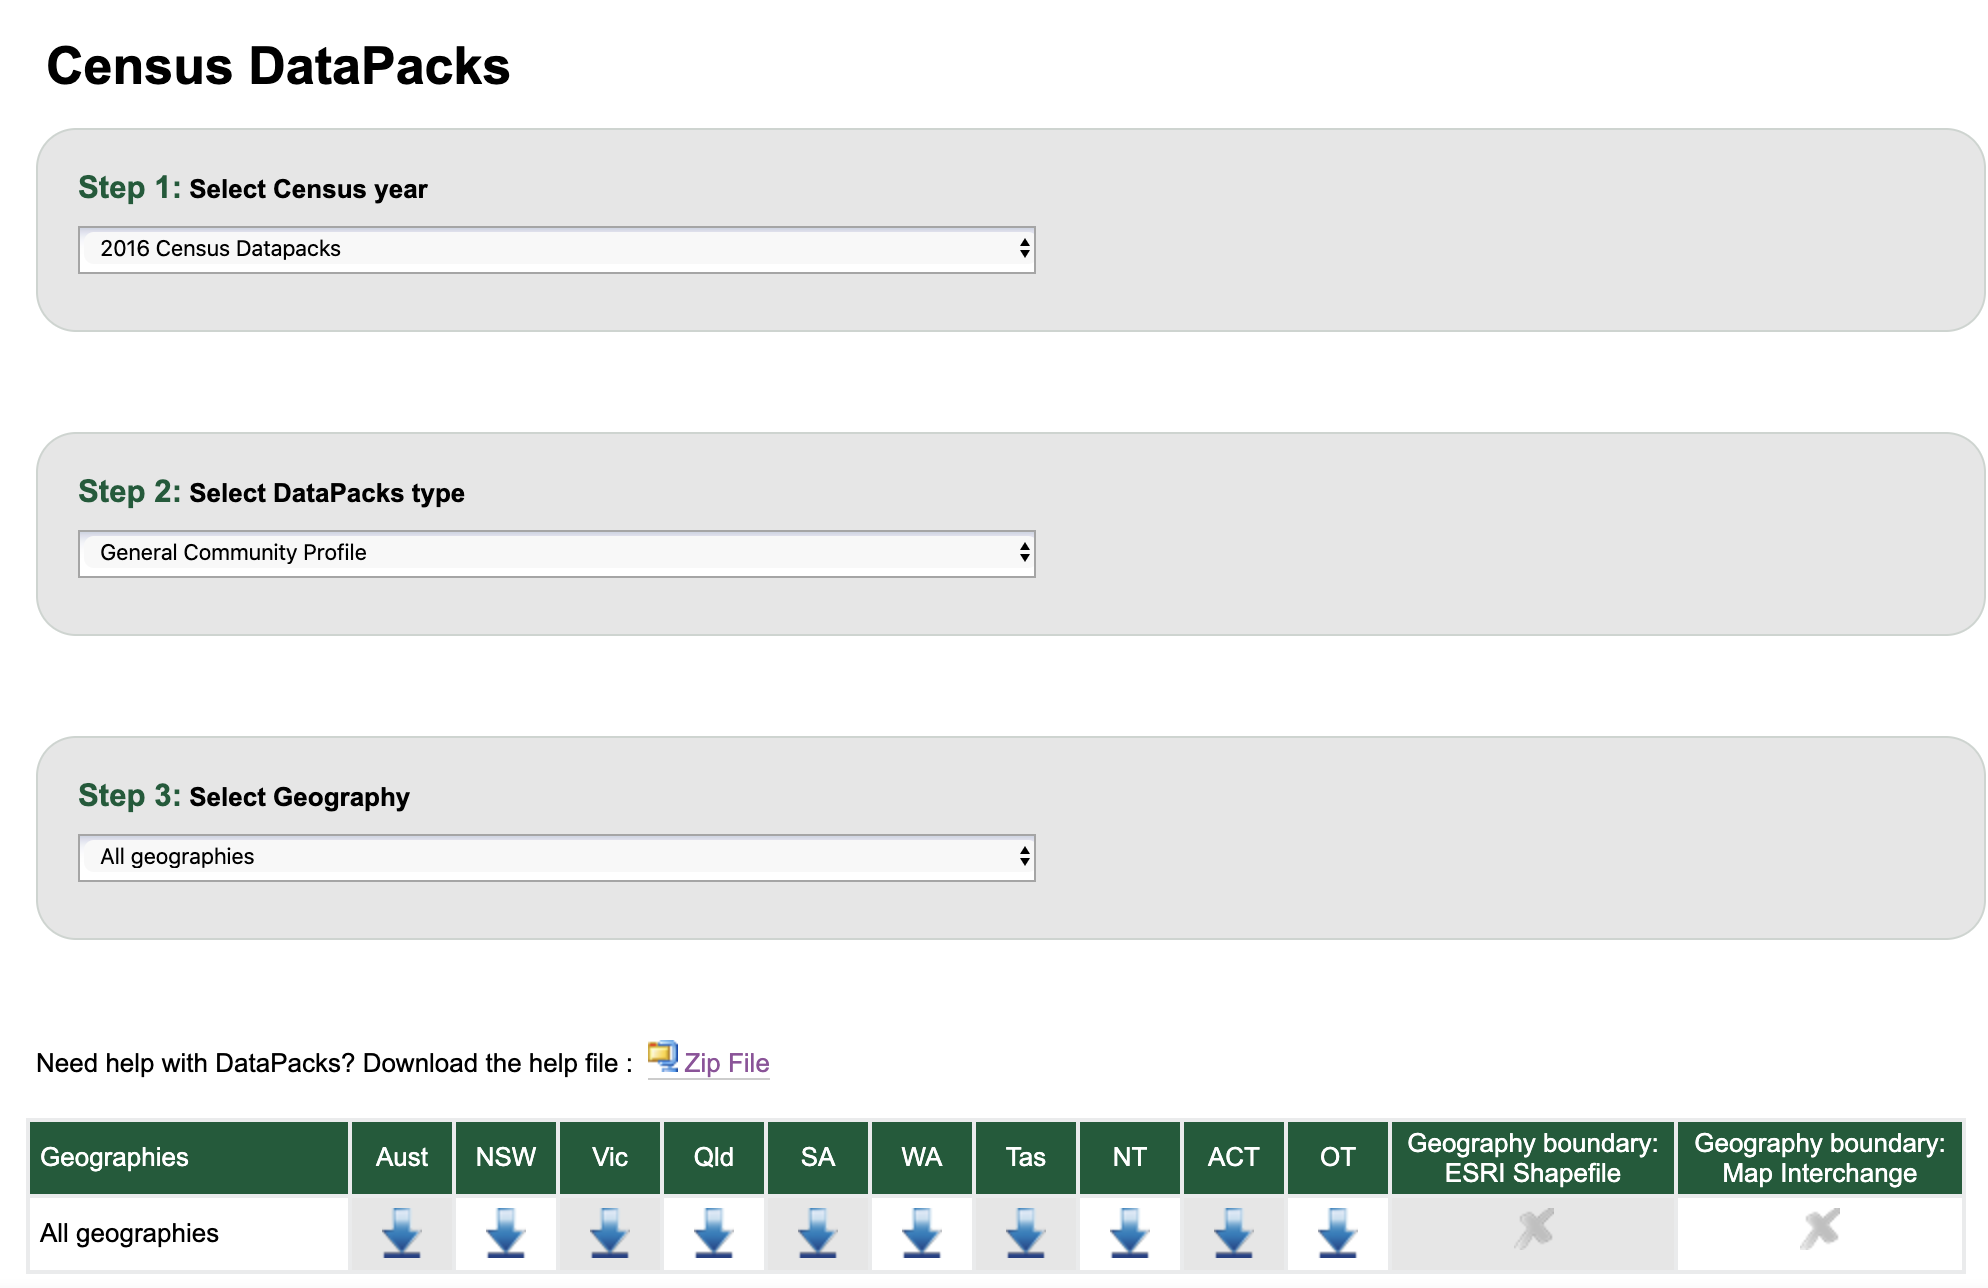 Census DataPacks
Step 1: Select Census year
2016 Census Datapacks
Step 2: Select DataPacks type
General Community Profile
Step 3: Select Geography
All geographies
Need help with DataPacks? Download the help file : Zip File
Geographies Aust NSW Vic Qld SA WA Tas NT ACT OT Geography boundary: ESRI Shapefile Geography boundary: Map Interchange
All geographies